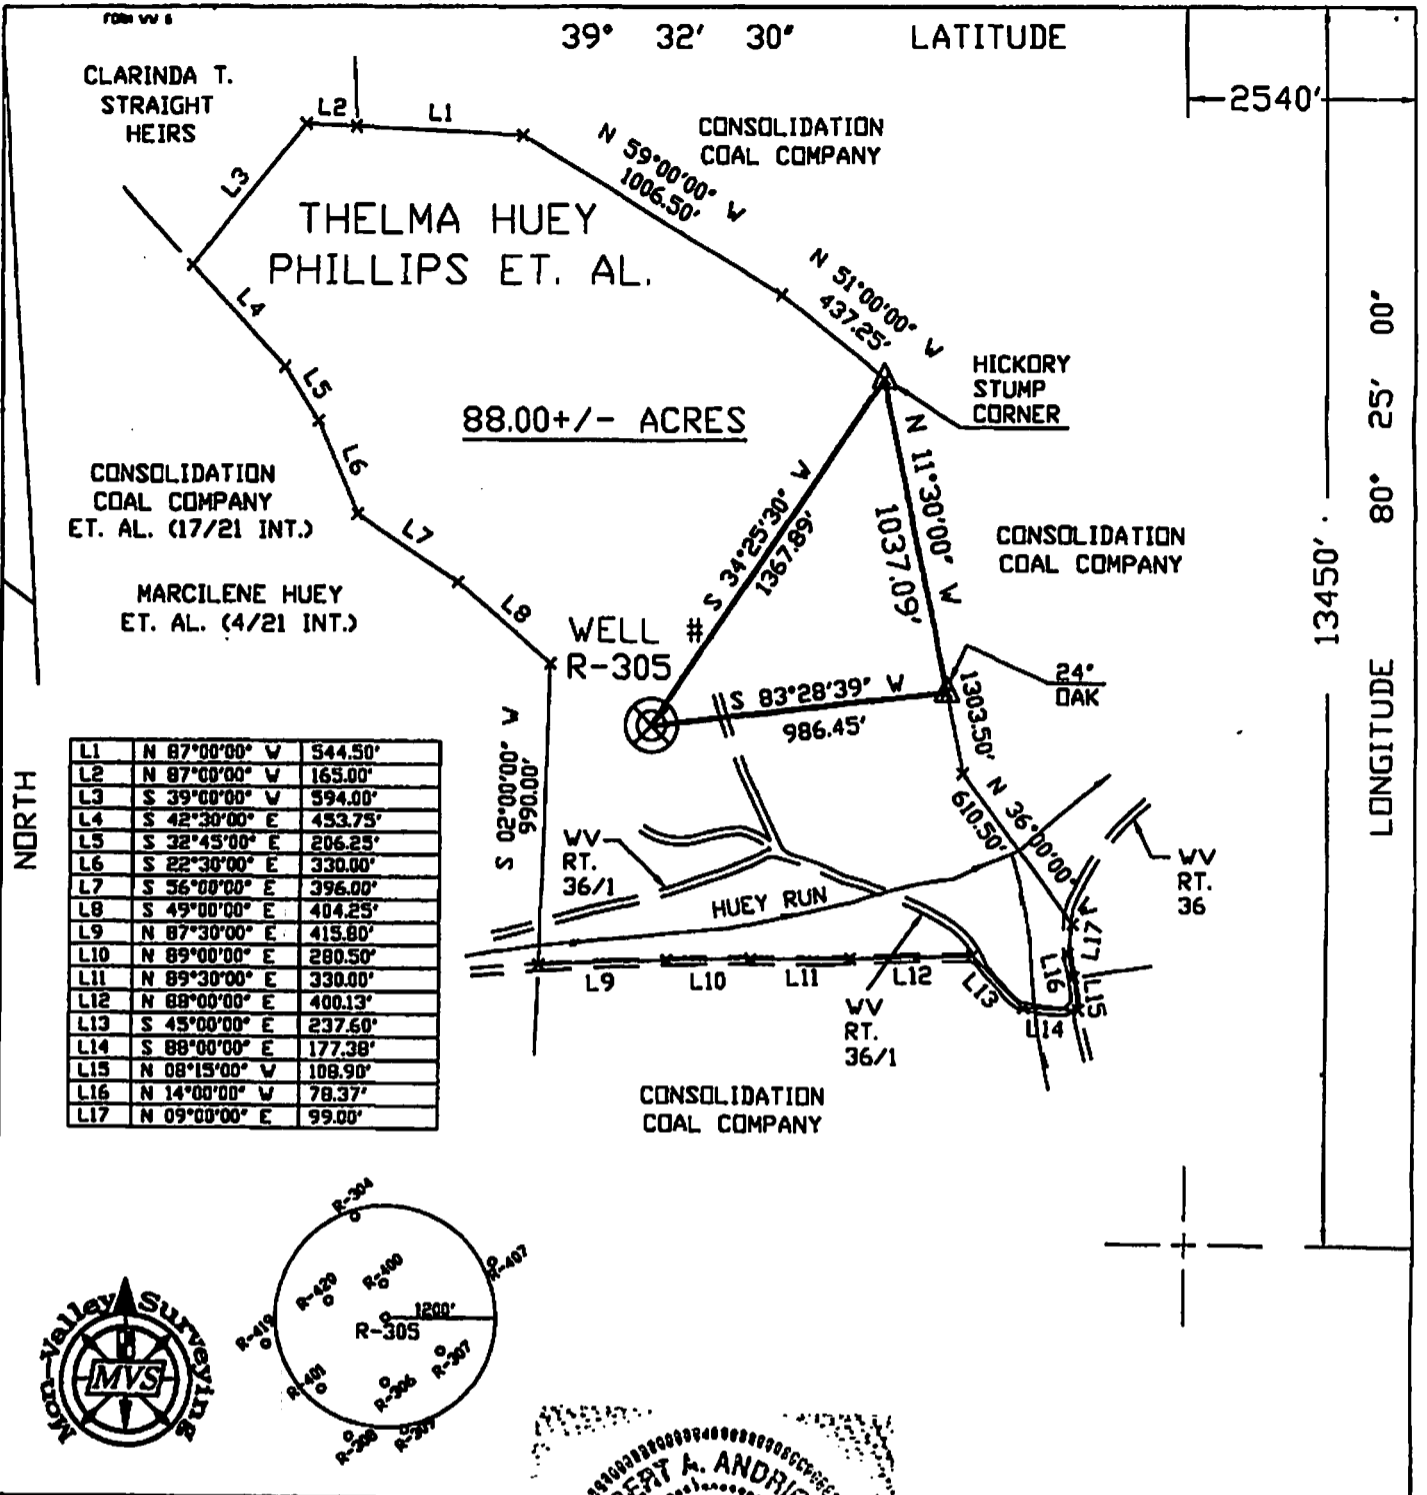 FORM WW 6
39° 32' 30" LATITUDE
2540'
CLARINDA T.
STRAIGHT
HEIRS
L2
L1
L3
N 59°00'00" W
1006.50'
CONSOLIDATION
COAL COMPANY
THELMA HUEY
PHILLIPS ET. AL.
N 51°00'00" W
437.25'
HICKORY
STUMP
CORNER
L4
L5
L6
L7
L8
88.00+/- ACRES
CONSOLIDATION
COAL COMPANY
ET. AL. (17/21 INT.)
MARCILENE HUEY
ET. AL. (4/21 INT.)
S 34°25'30" W
1367.89'
N 11°30'00" W
1037.09'
CONSOLIDATION
COAL COMPANY
WELL #
R-305
S 83°28'39" W
986.45'
24"
OAK
1303.50'
N 36°00'00" W
610.50'
S 02°00'00" W
990.00'
13450'
LONGITUDE 80° 25' 00"
NORTH
L1 N 87°00'00" W 544.50'
L2 N 87°00'00" W 165.00'
L3 S 39°00'00" W 594.00'
L4 S 42°30'00" E 453.75'
L5 S 32°45'00" E 206.25'
L6 S 22°30'00" E 330.00'
L7 S 56°00'00" E 396.00'
L8 S 49°00'00" E 404.25'
L9 N 87°30'00" E 415.80'
L10 N 89°00'00" E 280.50'
L11 N 89°30'00" E 330.00'
L12 N 88°00'00" E 400.13'
L13 S 45°00'00" E 237.60'
L14 S 88°00'00" E 177.38'
L15 N 08°15'00" W 108.90'
L16 N 14°00'00" W 78.37'
L17 N 09°00'00" E 99.00'
WV
RT.
36/1
HUEY RUN
WV
RT.
36
L9
L10
L11
L12
L13
L14
L15
L16
L17
WV
RT.
36/1
CONSOLIDATION
COAL COMPANY
R-304
R-407
R-400
R-420
1200'
R-305
R-419
R-307
R-401
R-306
R-308
Mon-Valley Surveying
MVS
A. ANDRI